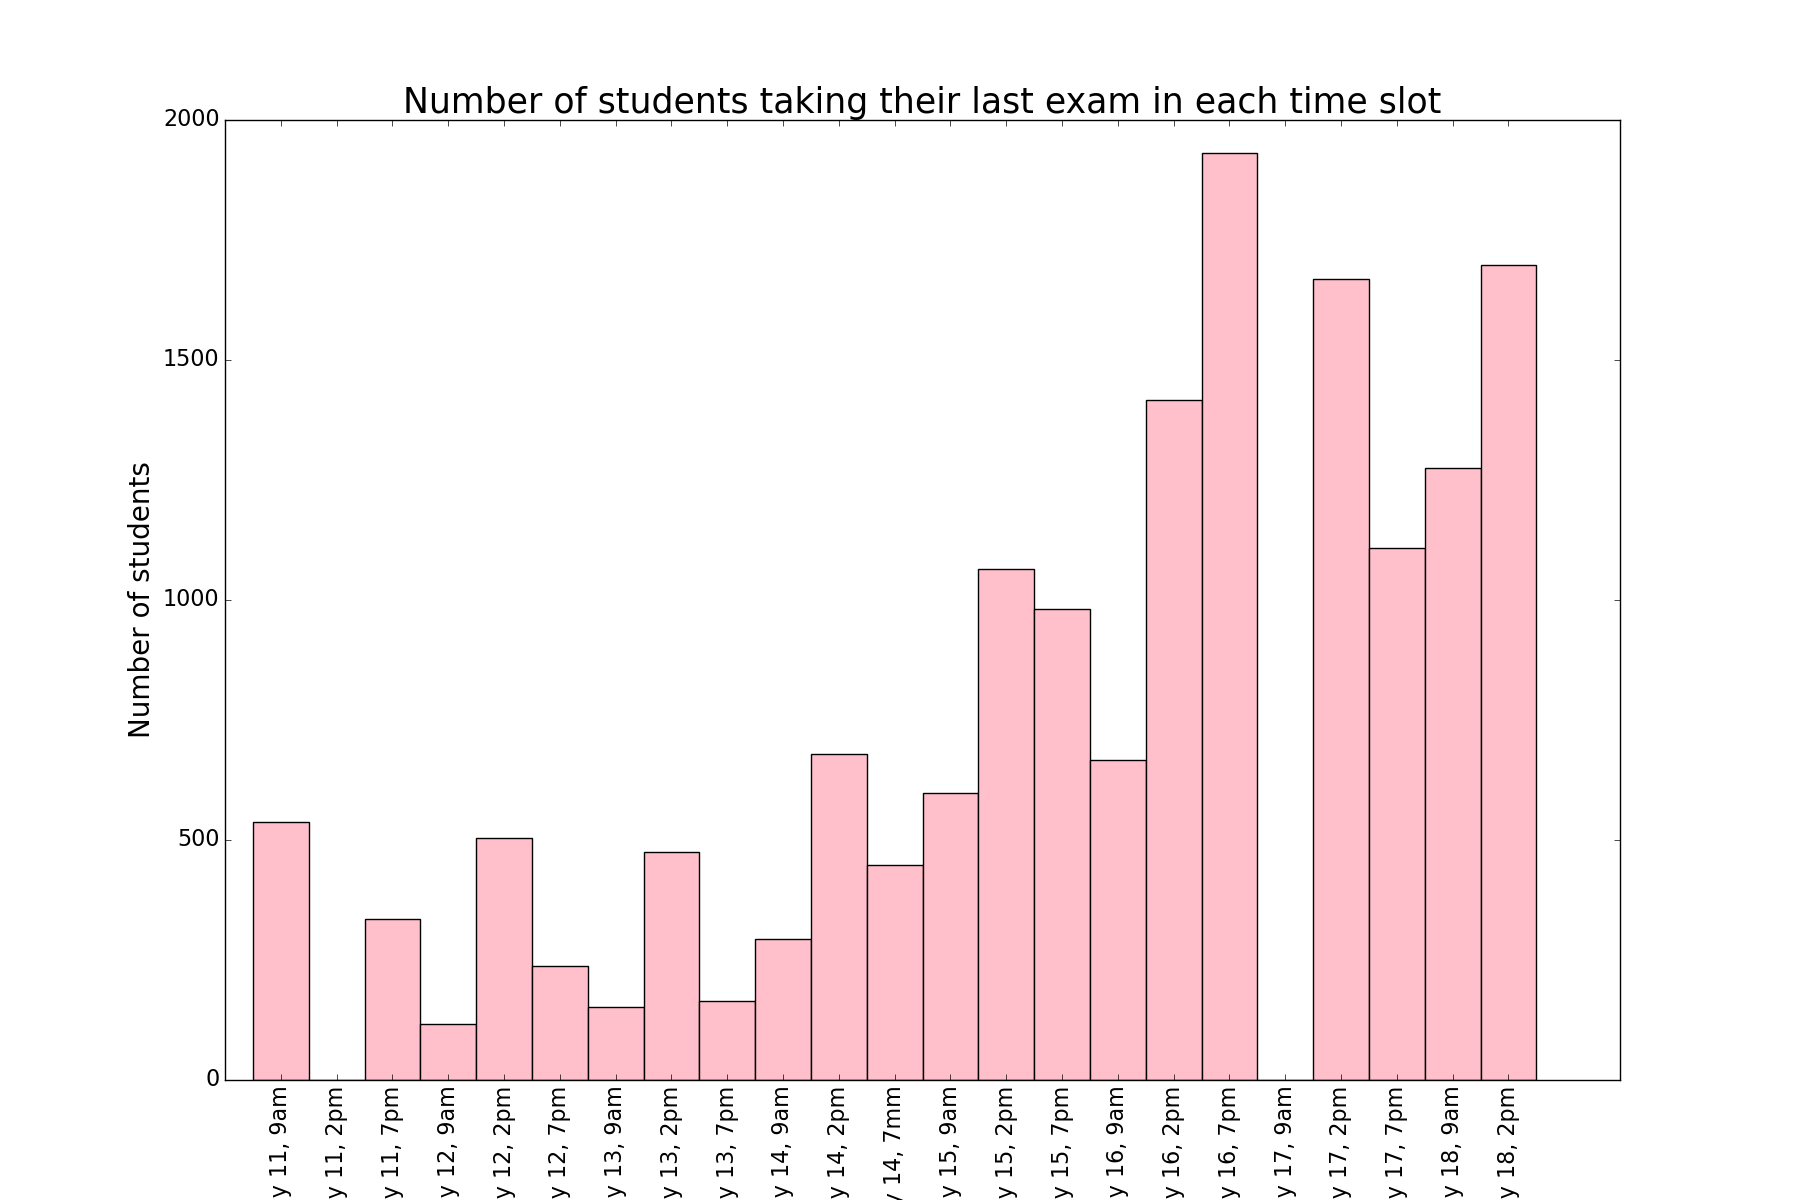 Number of students taking their last exam in each time slot
Number of students
2000
1500
1000
500
0
y 11, 9am
y 11, 2pm
y 11, 7pm
y 12, 9am
y 12, 2pm
y 12, 7pm
y 13, 9am
y 13, 2pm
y 13, 7pm
y 14, 9am
y 14, 2pm
y 14, 7mm
y 15, 9am
y 15, 2pm
y 15, 7pm
y 16, 9am
y 16, 2pm
y 16, 7pm
y 17, 9am
y 17, 2pm
y 17, 7pm
y 18, 9am
y 18, 2pm